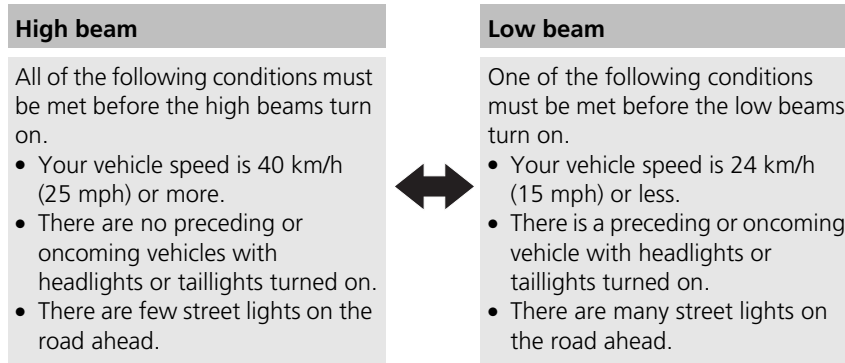 High beam
All of the following conditions must
be met before the high beams turn
on.
• Your vehicle speed is 40 km/h
(25 mph) or more.
• There are no preceding or
oncoming vehicles with
headlights or taillights turned on.
• There are few street lights on the
road ahead.
Low beam
One of the following conditions
must be met before the low beams
turn on.
• Your vehicle speed is 24 km/h
(15 mph) or less.
• There is a preceding or oncoming
vehicle with headlights or
taillights turned on.
• There are many street lights on
the road ahead.